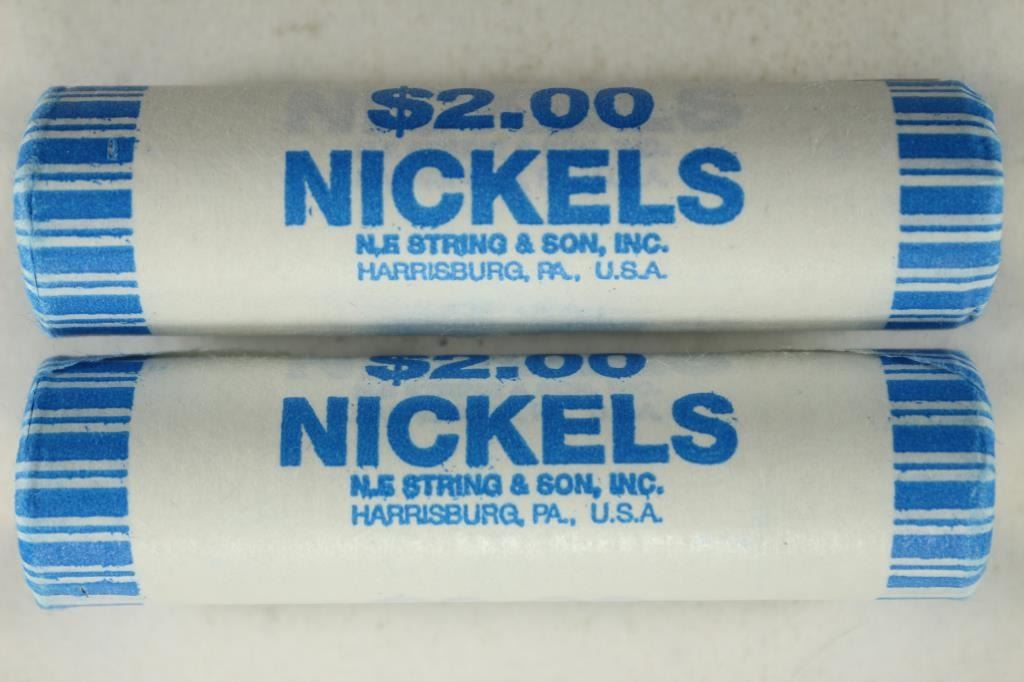 $2.00
NICKELS
N.F. STRING & SON, INC.
HARRISBURG, PA., U.S.A.
$2.00
NICKELS
N.F. STRING & SON, INC.
HARRISBURG, PA., U.S.A.